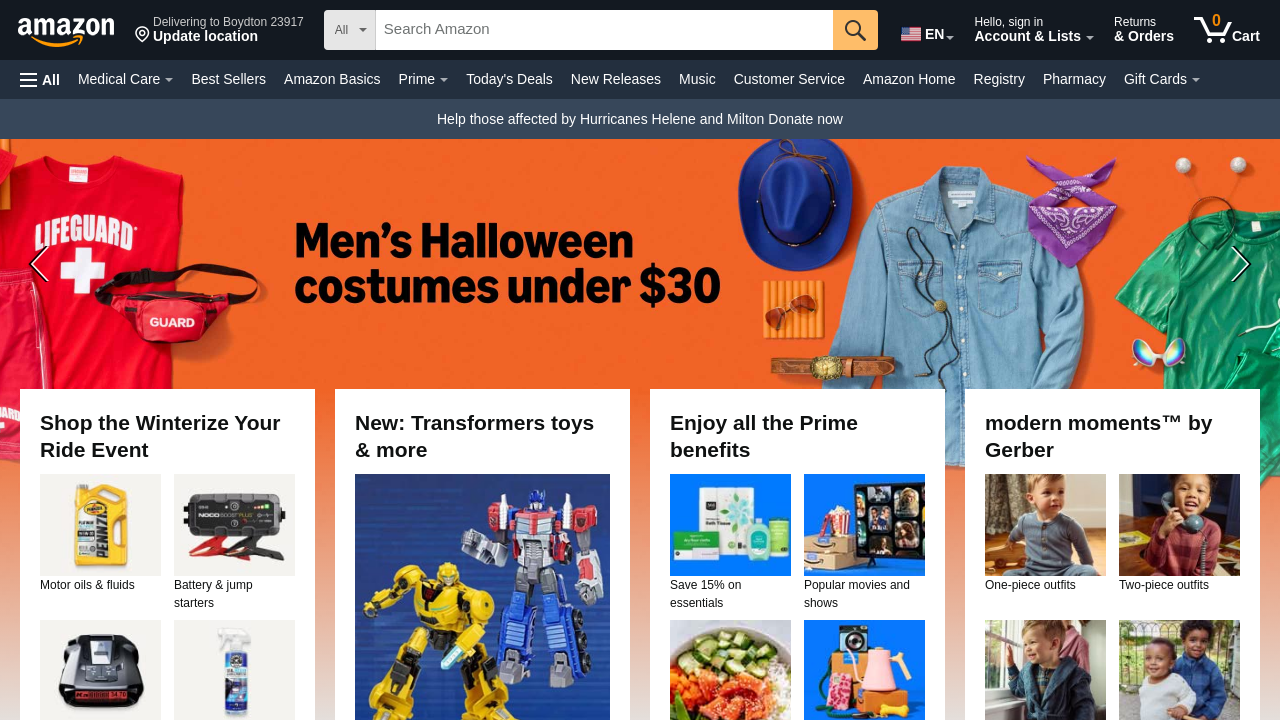 amazon
Delivering to Boydton 23917
Update location
All
Search Amazon
EN
Hello, sign in
Account & Lists
Returns
& Orders
0
Cart
All
Medical Care
Best Sellers
Amazon Basics
Prime
Today's Deals
New Releases
Music
Customer Service
Amazon Home
Registry
Pharmacy
Gift Cards
Help those affected by Hurricanes Helene and Milton Donate now
LIFEGUARD
GUARD
Men's Halloween
costumes under $30
Shop the Winterize Your
Ride Event
New: Transformers toys
& more
Enjoy all the Prime
benefits
modern moments™ by
Gerber
PENNZOIL
NOCO BOOST PLUS
Motor oils & fluids
Battery & jump
starters
Save 15% on
essentials
Popular movies and
shows
One-piece outfits
Two-piece outfits